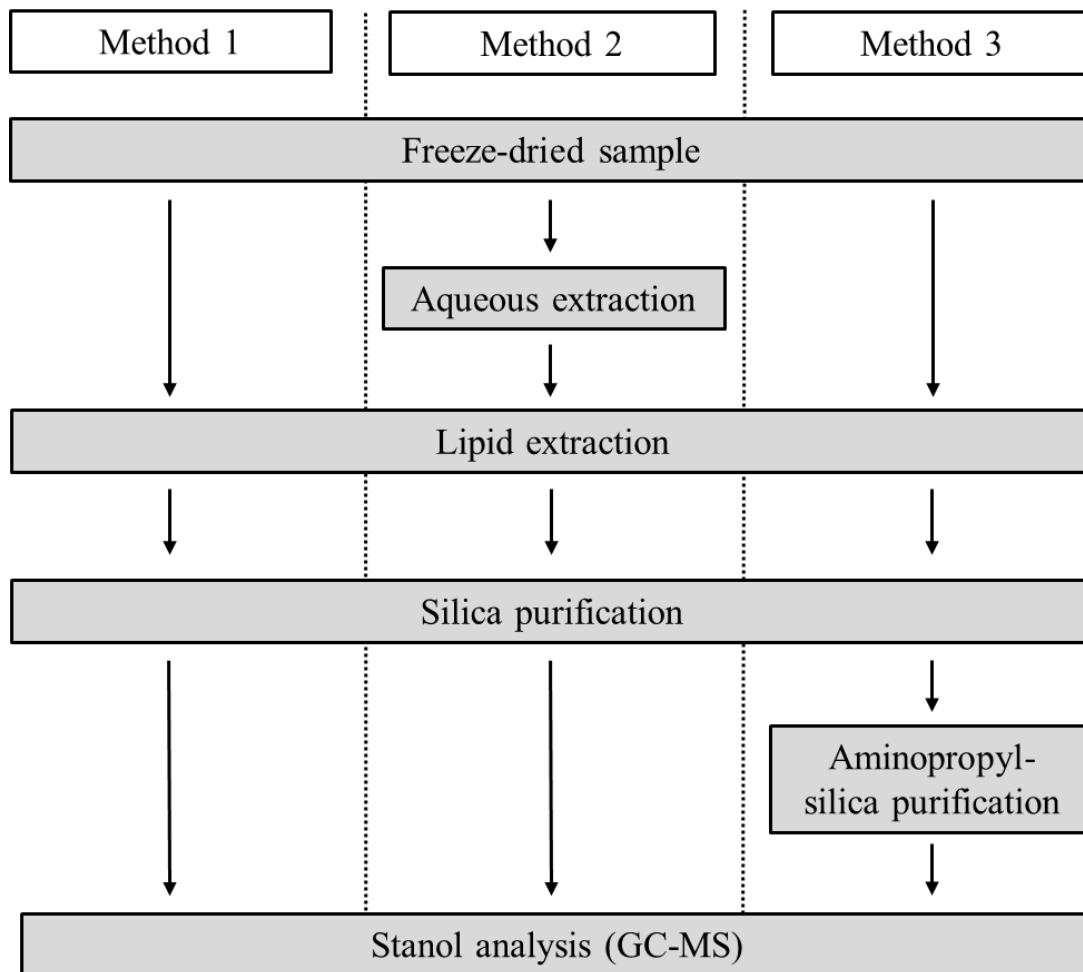 Method 1
Method 2
Method 3
Freeze-dried sample
Aqueous extraction
Lipid extraction
Silica purification
Aminopropyl-
silica purification
Stanol analysis (GC-MS)